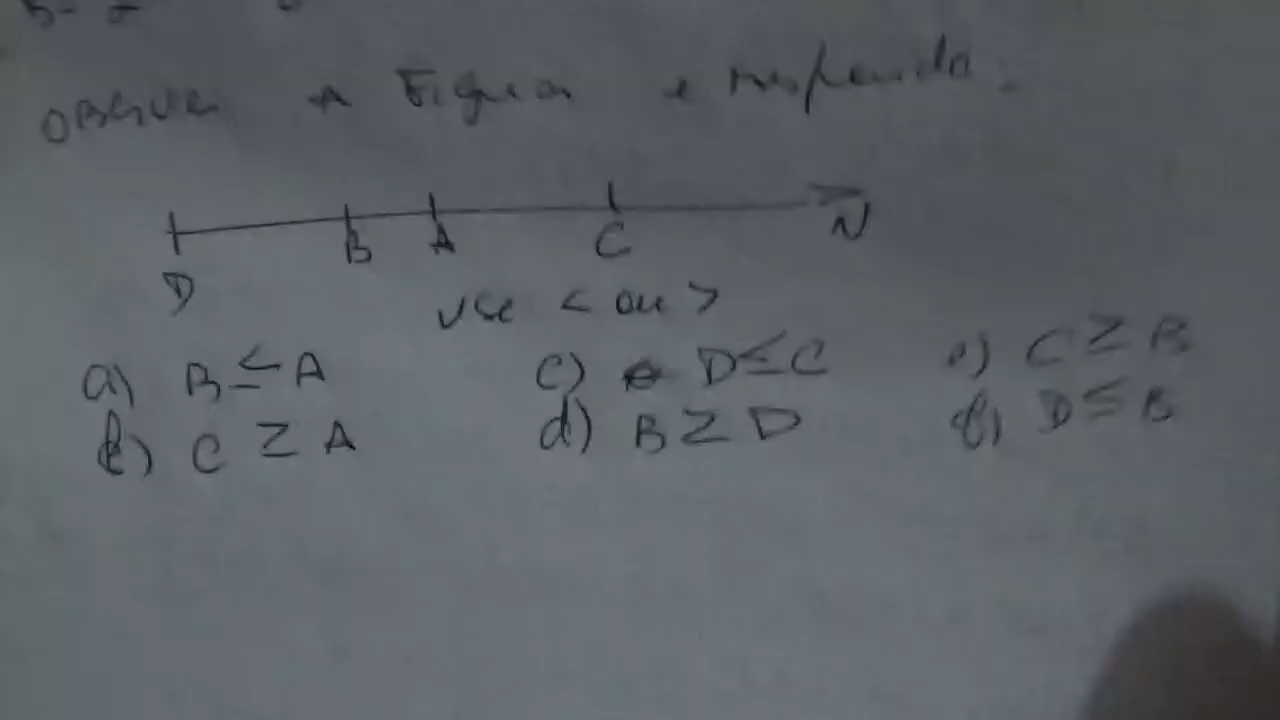 Observe A Figura e responda.
D B A C N
use < ou >
a) B ≤ A c) D ≤ C e) C ≥ B
b) C ≥ A d) B ≥ D f) D ≤ B